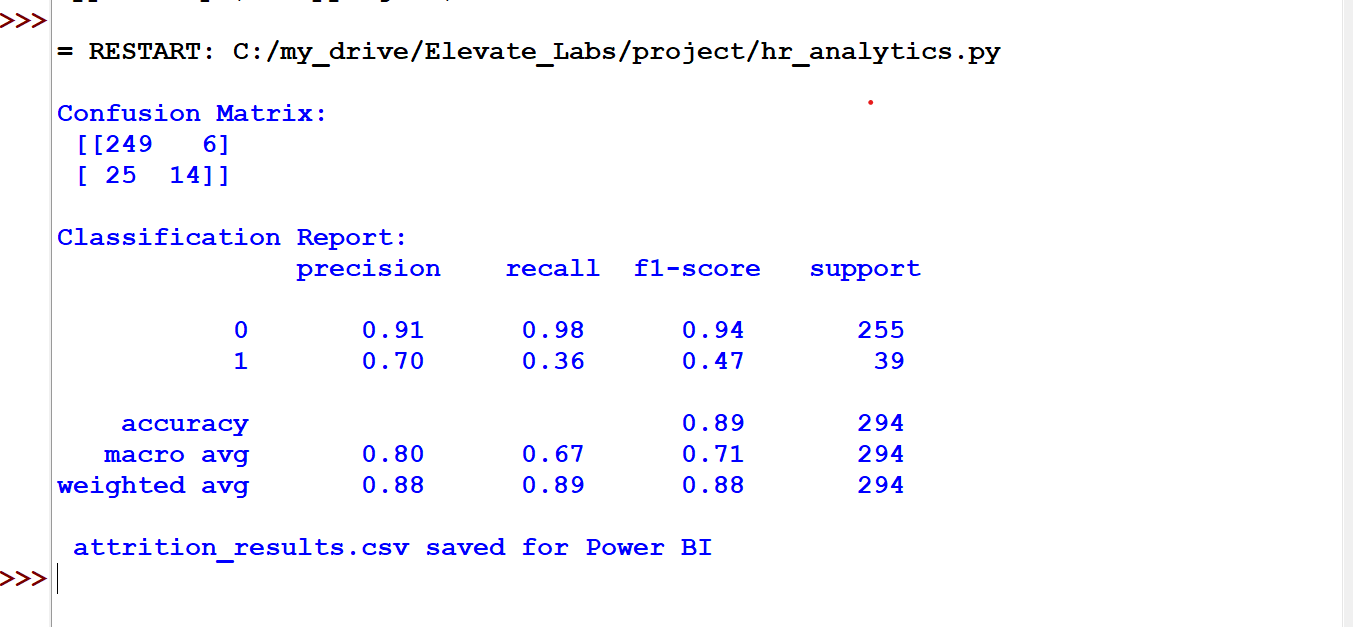 >>>
= RESTART: C:/my_drive/Elevate_Labs/project/hr_analytics.py
Confusion Matrix:
[[249   6]
[ 25  14]]
Classification Report:
precision    recall  f1-score   support
0       0.91      0.98      0.94       255
1       0.70      0.36      0.47        39
accuracy                           0.89       294
macro avg       0.80      0.67      0.71       294
weighted avg       0.88      0.89      0.88       294
attrition_results.csv saved for Power BI
>>>